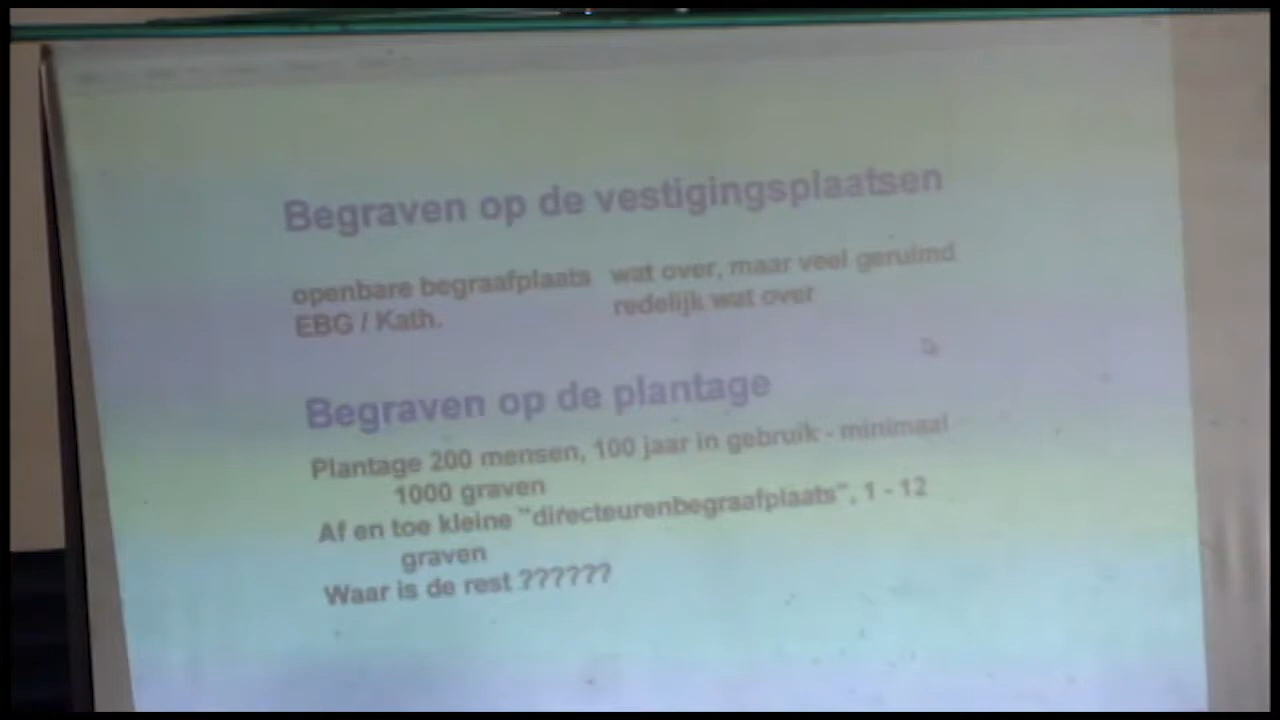 Begraven op de vestigingsplaatsen
openbare begraafplaats wat over, maar veel geruimd
EBG / Kath. redelijk wat over
Begraven op de plantage
Plantage 200 mensen, 100 jaar in gebruik - minimaal
1000 graven
Af en toe kleine "directeurenbegraafplaats", 1 - 12
graven
Waar is de rest ??????